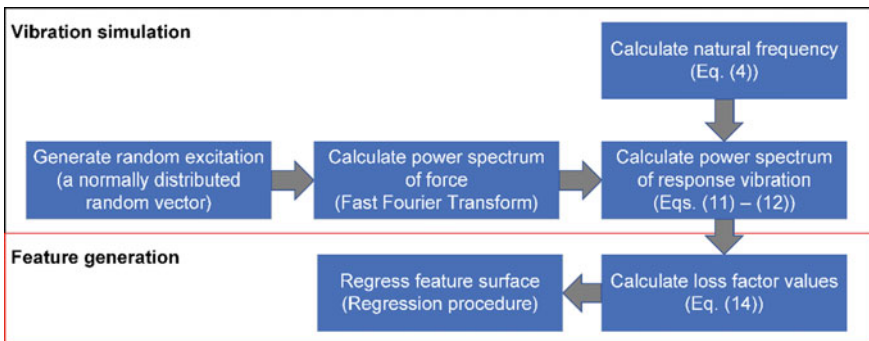 Vibration simulation
Calculate natural frequency
(Eq. (4))
Generate random excitation
(a normally distributed
random vector)
Calculate power spectrum
of force
(Fast Fourier Transform)
Calculate power spectrum
of response vibration
(Eqs. (11) – (12))
Feature generation
Regress feature surface
(Regression procedure)
Calculate loss factor values
(Eq. (14))